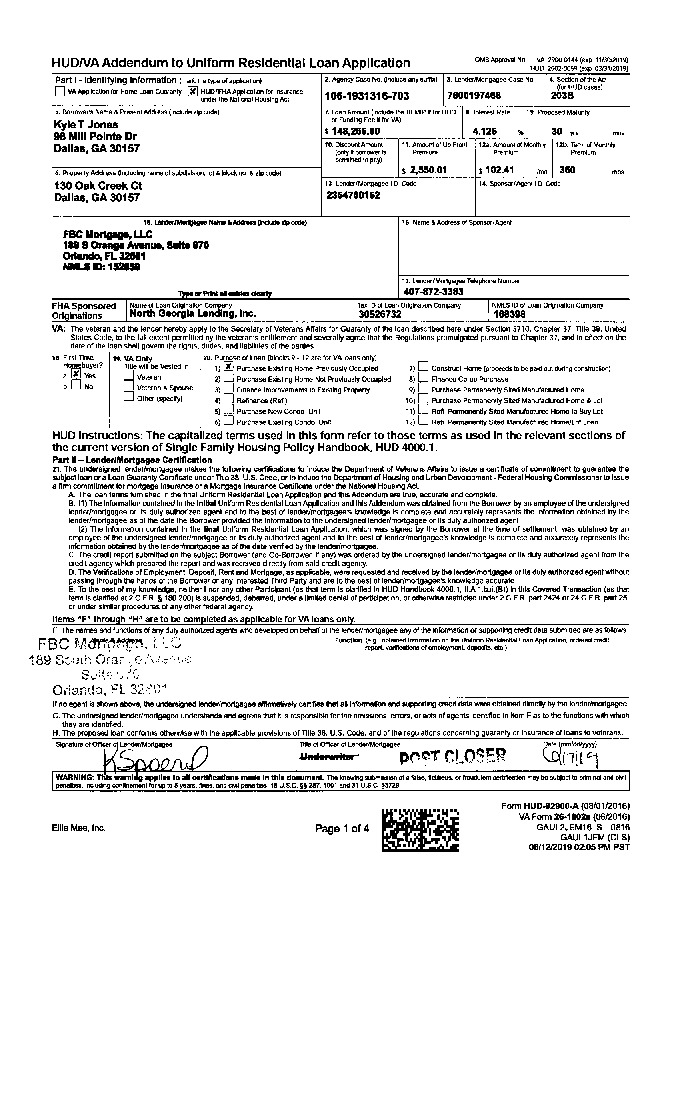 HUD/VA Addendum to Uniform Residential Loan Application
OMB Approval No. VA 2900-0144 (exp. 11/30/2019)
HUD 2502-0059 (exp. 03/31/2019)
Part I - Identifying Information (mark the type of application)
VA Application for Home Loan Guaranty
HUD/FHA Application for Insurance under the National Housing Act
2. Agency Case No. (include any suffix)
106-1931316-703
3. Lender/Mortgagee Case No.
7600197468
4. Section of the Act (for HUD cases)
203B
5. Borrower's Name & Present Address (include zip code)
Kyle T Jonas
96 Mill Pointe Dr
Dallas, GA 30157
7. Loan Amount (include the UFMIP if for HUD or Funding Fee if for VA)
8. Interest Rate
4.125 %
9. Proposed Maturity
30 yrs. mos.
10. Discount Amount (only if borrower is permitted to pay)
11. Amount of Up Front Premium
$ 2,550.01
12a. Amount of Monthly Premium
$ 102.41 /mo
12b. Term of Monthly Premium
360 mos
6. Property Address (including name of subdivision, lot & block no. & zip code)
130 Oak Creek Ct
Dallas, GA 30157
13. Lender/Mortgagee I.D. Code
2354780152
14. Sponsor/Agent I.D. Code
15. Lender/Mortgagee Name & Address (include zip code)
FBC Mortgage, LLC
189 S Orange Avenue, Suite 970
Orlando, FL 32801
NMLS ID: 152859
Type or Print all entries clearly
16. Name & Address of Sponsor/Agent
17. Lender/Mortgagee Telephone Number
407-872-3383
FHA Sponsored Originations
Name of Loan Origination Company
North Georgia Lending, Inc.
Tax ID of Loan Origination Company
30526732
NMLS ID of Loan Origination Company
168398
VA: The veteran and the lender hereby apply to the Secretary of Veterans Affairs for Guaranty of the loan described here under Section 3710, Chapter 37, Title 38, United
States Code, to the full extent permitted by the veteran's entitlement and severally agree that the Regulations promulgated pursuant to Chapter 37, and in effect on the
date of the loan shall govern the rights, duties, and liabilities of the parties.
18. First Time Homebuyer?
a. Yes
b. No
19. VA Only
Title will be Vested in
Veteran
Veteran & Spouse
Other (specify)
20. Purpose of Loan (blocks 9 - 12 are for VA loans only)
1) Purchase Existing Home Previously Occupied
2) Purchase Existing Home Not Previously Occupied
3) Finance Improvements to Existing Property
4) Refinance (Refi)
5) Purchase New Condo Unit
6) Purchase Existing Condo Unit
7) Construct Home (proceeds to be paid out during construction)
8) Finance Co-op Purchase
9) Purchase Permanently Sited Manufactured Home
10) Purchase Permanently Sited Manufactured Home & Lot
11) Refi. Permanently Sited Manufactured Home to Buy Lot
12) Refi. Permanently Sited Manufactured Home/Lot Loan
HUD Instructions: The capitalized terms used in this form refer to those terms as used in the relevant sections of
the current version of Single Family Housing Policy Handbook, HUD 4000.1.
Part II - Lender/Mortgagee Certification
21. The undersigned lender/mortgagee makes the following certifications to induce the Department of Veterans Affairs to issue a certificate of commitment to guarantee the
subject loan or a Loan Guaranty Certificate under Title 38, U.S. Code, or to induce the Department of Housing and Urban Development - Federal Housing Commissioner to issue
a firm commitment for mortgage insurance or a Mortgage Insurance Certificate under the National Housing Act.
A. The loan terms furnished in the final Uniform Residential Loan Application and this Addendum are true, accurate and complete.
B. (1) The information contained in the initial Uniform Residential Loan Application and this Addendum was obtained from the Borrower by an employee of the undersigned
lender/mortgagee or its duly authorized agent and to the best of lender/mortgagee's knowledge is complete and accurately represents the information obtained by the
lender/mortgagee as of the date the Borrower provided the information to the undersigned lender/mortgagee or its duly authorized agent.
(2) The information contained in the final Uniform Residential Loan Application, which was signed by the Borrower at the time of settlement, was obtained by an
employee of the undersigned lender/mortgagee or its duly authorized agent and to the best of lender/mortgagee's knowledge is complete and accurately represents the
information obtained by the lender/mortgagee as of the date verified by the lender/mortgagee.
C. The credit report submitted on the subject Borrower (and Co-Borrower, if any) was ordered by the undersigned lender/mortgagee or its duly authorized agent from the
credit agency which prepared the report and was received directly from said credit agency.
D. The Verifications of Employment, Deposit, Rent and Mortgage, as applicable, were requested and received by the lender/mortgagee or its duly authorized agent without
passing through the hands of the Borrower or any Interested Third Party and are to the best of lender/mortgagee's knowledge accurate.
E. To the best of my knowledge, neither I nor any other Participant (as that term is clarified in HUD Handbook 4000.1, II.A.1.b.ii.(B)) in this Covered Transaction (as that
term is clarified at 2 C.F.R. § 180.200) is suspended, debarred, under a limited denial of participation, or otherwise restricted under 2 C.F.R. part 2424 or 24 C.F.R. part 25,
or under similar procedures of any other federal agency.
Items "F" through "H" are to be completed as applicable for VA loans only.
F. The names and functions of any duly authorized agents who developed on behalf of the lender/mortgagee any of the information or supporting credit data submitted are as follows:
Function (e.g., obtained information on the Uniform Residential Loan Application, ordered credit
report, verifications of employment, deposits, etc.)
FBC Mortgage, LLC
189 South Orange Avenue
Suite 970
Orlando, FL 32801
If no agent is shown above, the undersigned lender/mortgagee affirmatively certifies that all information and supporting credit data were obtained directly by the lender/mortgagee.
G. The undersigned lender/mortgagee understands and agrees that it is responsible for the omissions, errors, or acts of agents identified in item F as to the functions with which
they are identified.
H. The proposed loan conforms otherwise with the applicable provisions of Title 38, U.S. Code, and of the regulations concerning guaranty or insurance of loans to veterans.
Signature of Officer of Lender/Mortgagee
Title of Officer of Lender/Mortgagee
Underwriter POST CLOSER
Date (mm/dd/yyyy)
WARNING: This warning applies to all certifications made in this document. The knowing submission of a false, fictitious, or fraudulent certification may be subject to criminal and civil
penalties, including confinement for up to 5 years, fines, and civil penalties. 18 U.S.C. §§ 287, 1001 and 31 U.S.C. §3729
Ellie Mae, Inc.
Page 1 of 4
Form HUD-92900-A (08/01/2016)
VA Form 26-1802a (06/2016)
GAUL2_EM16_S 0816
GAUL1JFM (CLS)
06/12/2019 02:05 PM PST